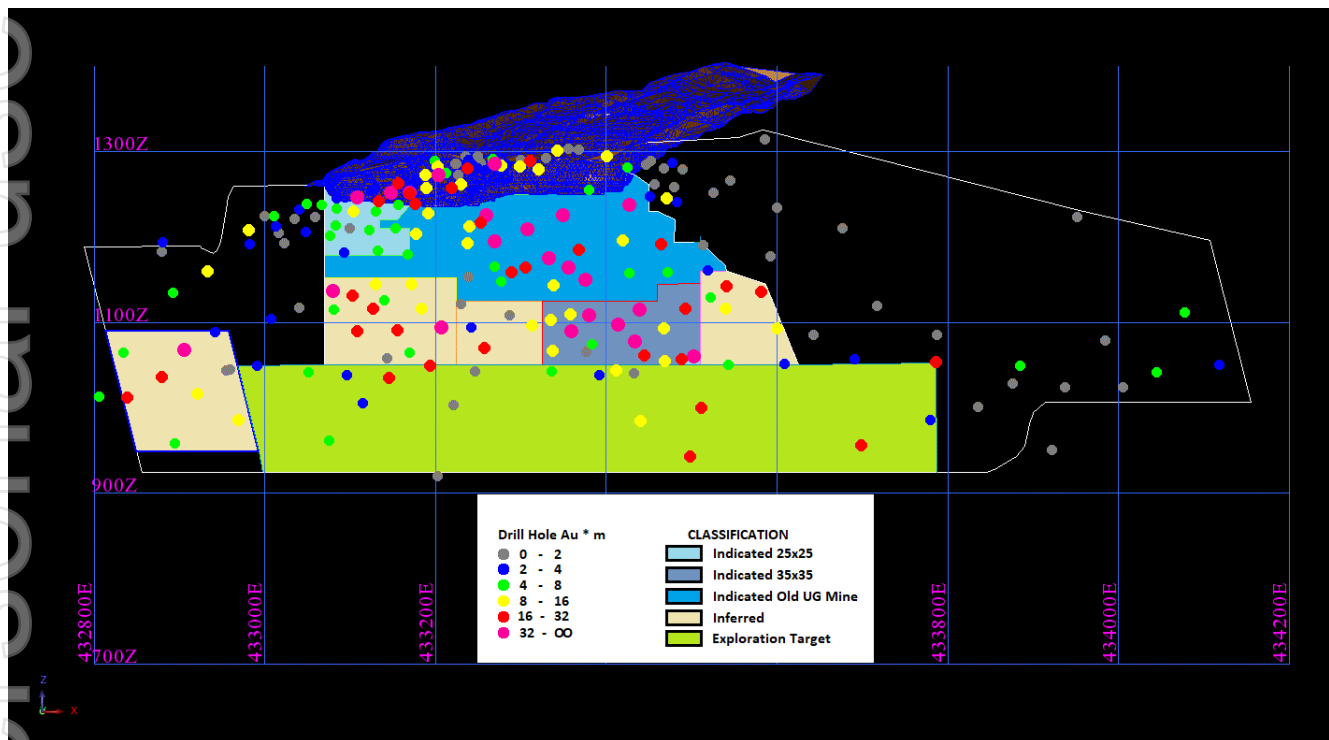 1300Z
1100Z
900Z
700Z
432800E
433000E
433200E
433800E
434000E
434200E
Drill Hole Au * m
0 - 2
2 - 4
4 - 8
8 - 16
16 - 32
32 - ꝏ
CLASSIFICATION
Indicated 25x25
Indicated 35x35
Indicated Old UG Mine
Inferred
Exploration Target
Z
X